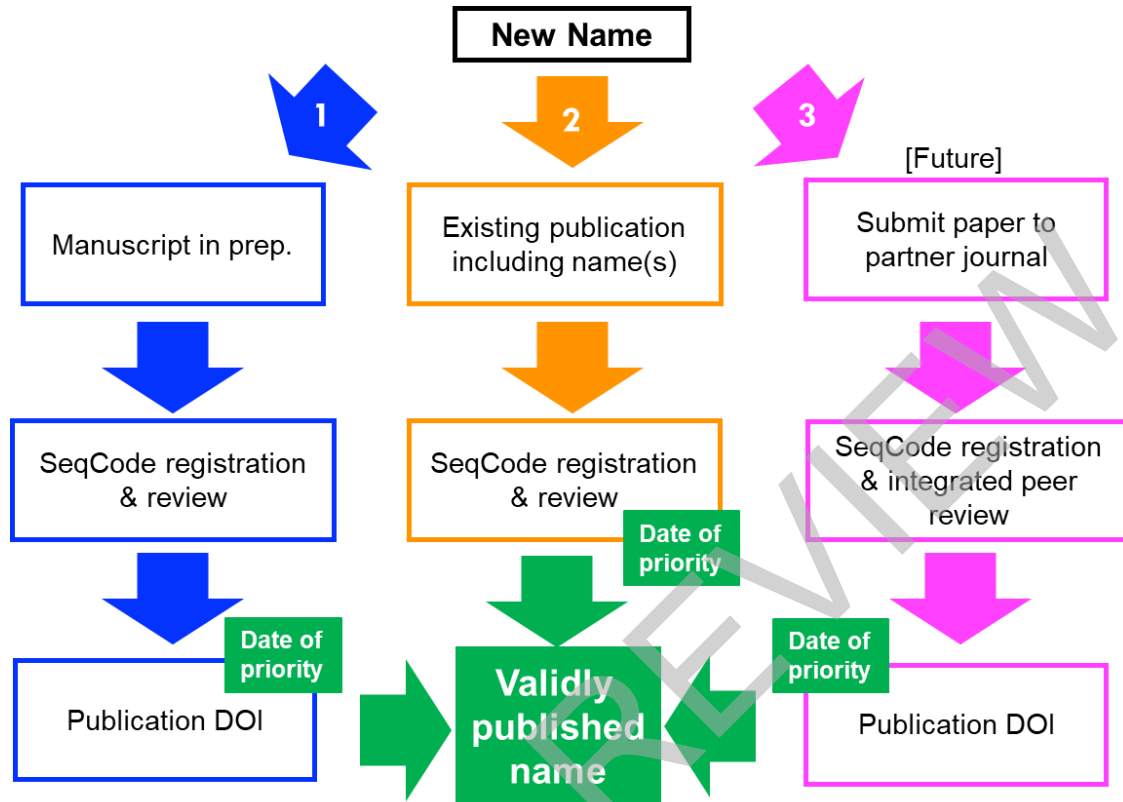 New Name
1
2
3
[Future]
Manuscript in prep.
Existing publication
including name(s)
Submit paper to
partner journal
SeqCode registration
& review
SeqCode registration
& review
Date of
priority
SeqCode registration
& integrated peer
review
Publication DOI
Date of
priority
Validly
published
name
Date of
priority
Publication DOI
REVIEW